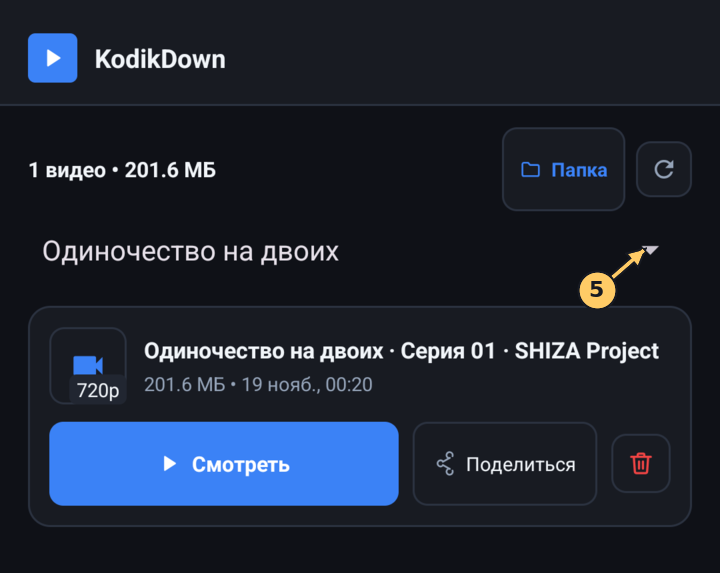 KodikDown
1 видео • 201.6 МБ
Папка
Одиночество на двоих
5
Одиночество на двоих · Серия 01 · SHIZA Project
720p
201.6 МБ • 19 нояб., 00:20
Смотреть
Поделиться